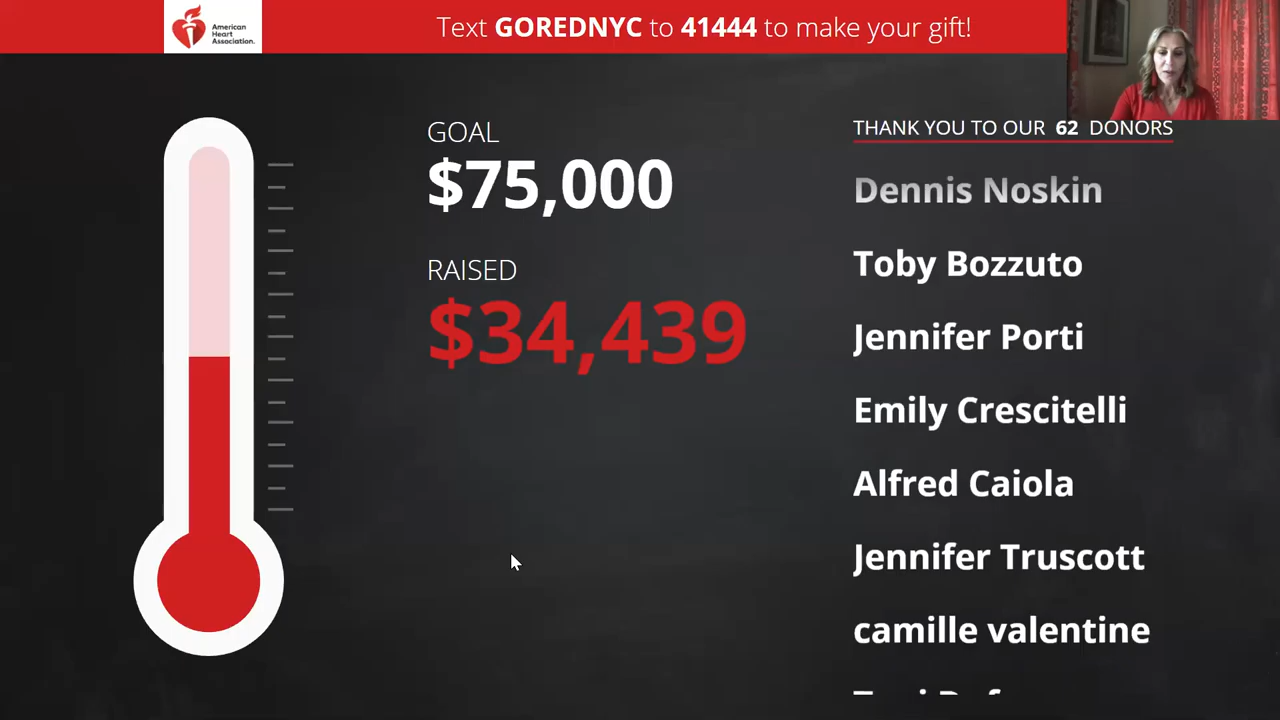 American
Heart
Association.
Text GOREDNYC to 41444 to make your gift!
GOAL
$75,000
RAISED
$34,439
THANK YOU TO OUR 62 DONORS
Dennis Noskin
Toby Bozzuto
Jennifer Porti
Emily Crescitelli
Alfred Caiola
Jennifer Truscott
camille valentine